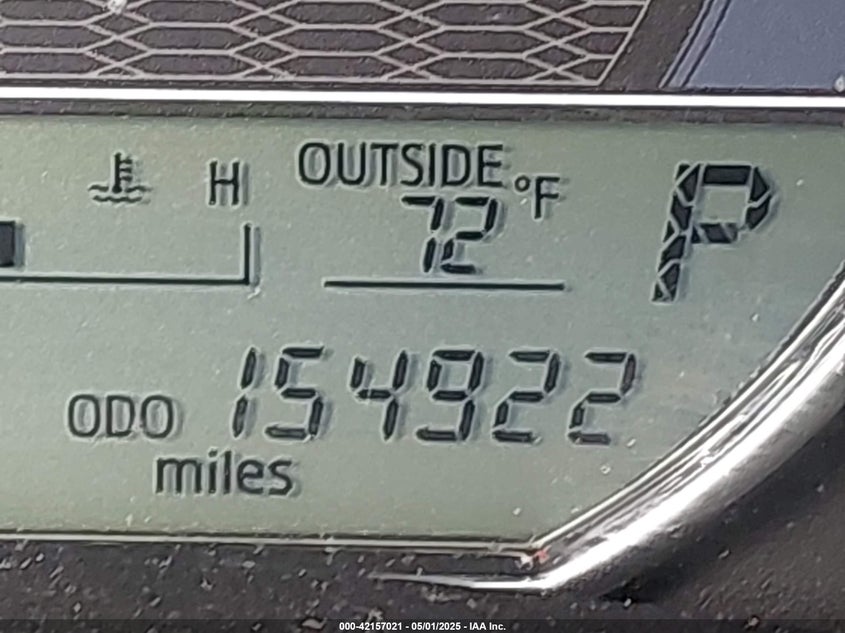 H OUTSIDE °F P
72
ODO 154922
miles
000-42157021 - 05/01/2025 - IAA Inc.